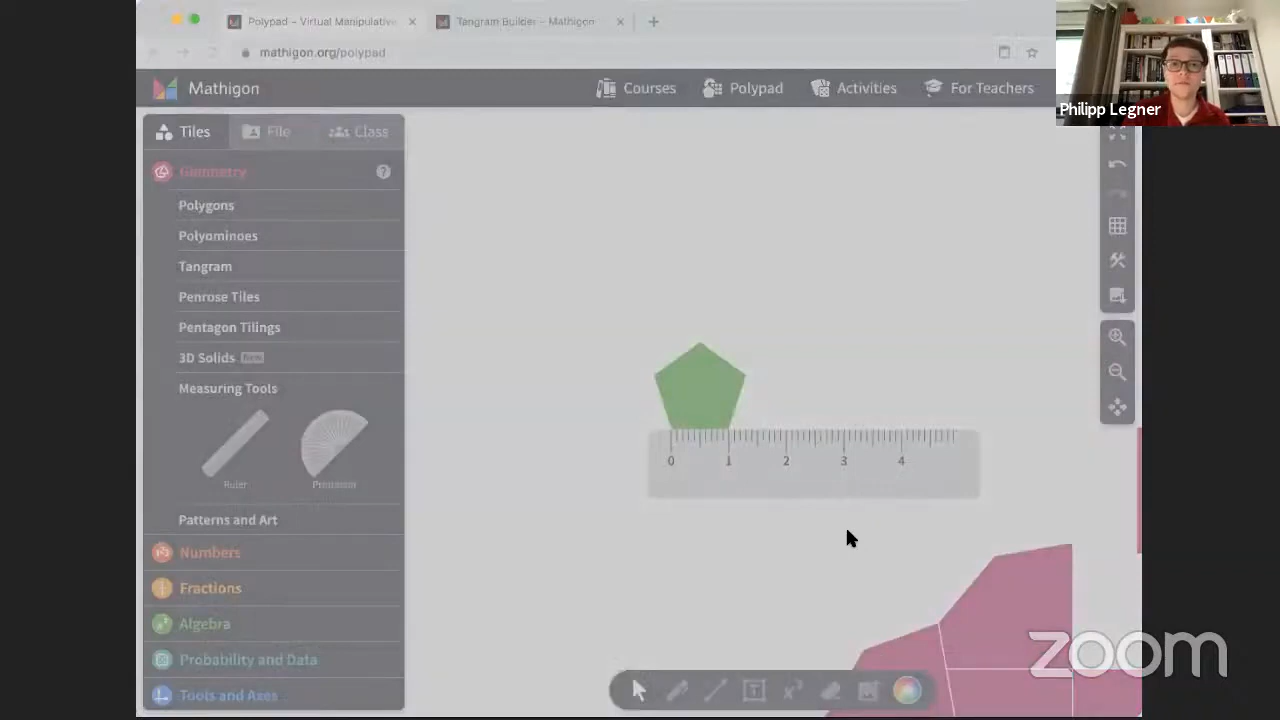 Polypad – Virtual Manipulative
Tangram Builder – Mathigon
mathigon.org/polypad
Mathigon
Courses
Polypad
Activities
For Teachers
Philipp Legner
Tiles
File
Class
Geometry
?
Polygons
Polyominoes
Tangram
Penrose Tiles
Pentagon Tilings
3D Solids New
Measuring Tools
Ruler
Protractor
Patterns and Art
Numbers
Fractions
Algebra
Probability and Data
Tools and Axes
0 1 2 3 4
zoom